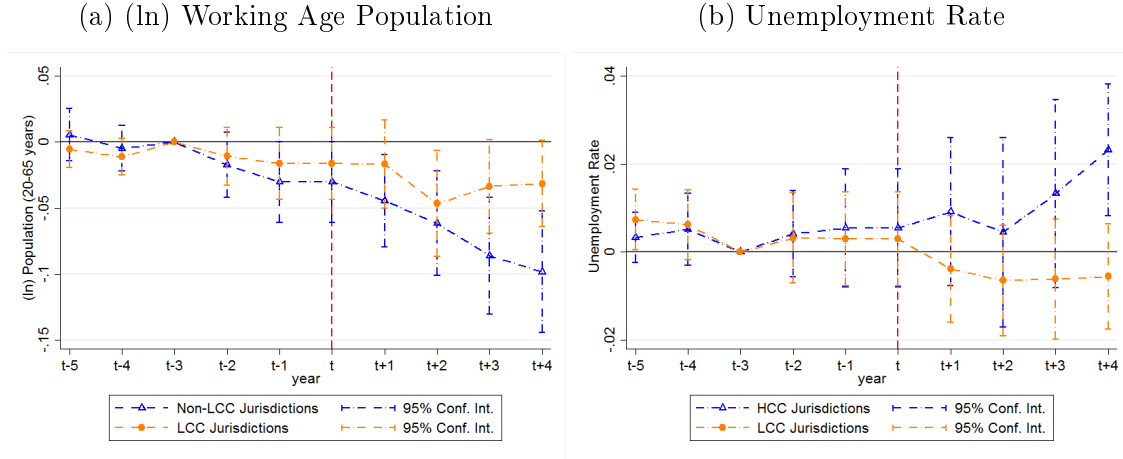 (a) (ln) Working Age Population
(ln) Population (20-65 years)
.05
0
-.05
-.1
-.15
t-5 t-4 t-3 t-2 t-1 t t+1 t+2 t+3 t+4
year
Non-LCC Jurisdictions 95% Conf. Int.
LCC Jurisdictions 95% Conf. Int.
(b) Unemployment Rate
Unemployment Rate
.04
.02
0
-.02
t-5 t-4 t-3 t-2 t-1 t t+1 t+2 t+3 t+4
year
HCC Jurisdictions 95% Conf. Int.
LCC Jurisdictions 95% Conf. Int.